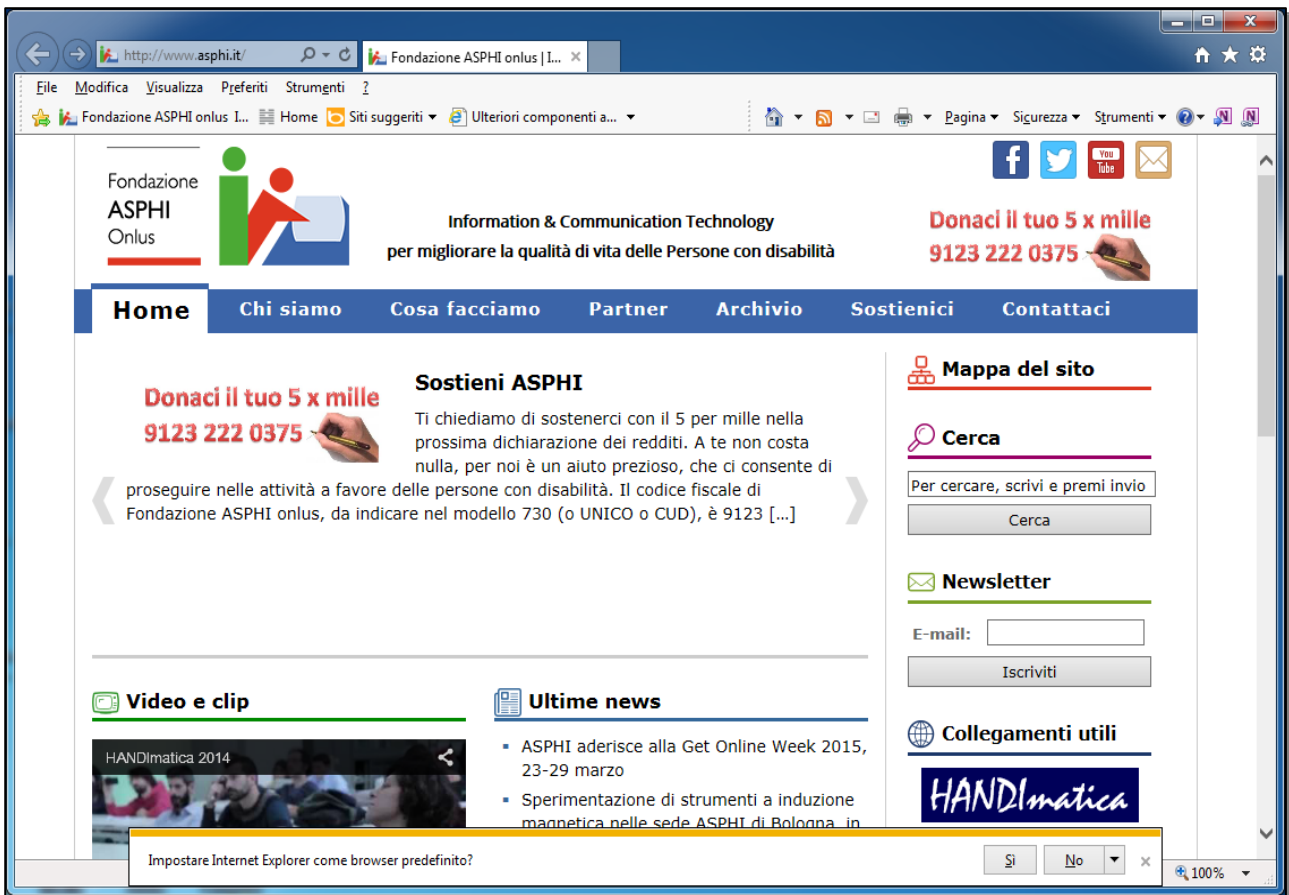 http://www.asphi.it/
Fondazione ASPHI onlus | I...
File Modifica Visualizza Preferiti Strumenti ?
Fondazione ASPHI onlus I... Home Siti suggeriti Ulteriori componenti a...
Pagina Sicurezza Strumenti
Fondazione
ASPHI
Onlus
Information & Communication Technology
per migliorare la qualità di vita delle Persone con disabilità
You
Tube
Donaci il tuo 5 x mille
9123 222 0375
Home Chi siamo Cosa facciamo Partner Archivio Sostienici Contattaci
Donaci il tuo 5 x mille
9123 222 0375
Sostieni ASPHI
Ti chiediamo di sostenerci con il 5 per mille nella
prossima dichiarazione dei redditi. A te non costa
nulla, per noi è un aiuto prezioso, che ci consente di
proseguire nelle attività a favore delle persone con disabilità. Il codice fiscale di
Fondazione ASPHI onlus, da indicare nel modello 730 (o UNICO o CUD), è 9123 [...]
Mappa del sito
Cerca
Per cercare, scrivi e premi invio
Cerca
Newsletter
E-mail:
Iscriviti
Collegamenti utili
HANDImatica
Video e clip
HANDImatica 2014
Ultime news
ASPHI aderisce alla Get Online Week 2015,
23-29 marzo
Sperimentazione di strumenti a induzione
magnetica nelle sede ASPHI di Bologna, in
Impostare Internet Explorer come browser predefinito?
Sì
No
100%